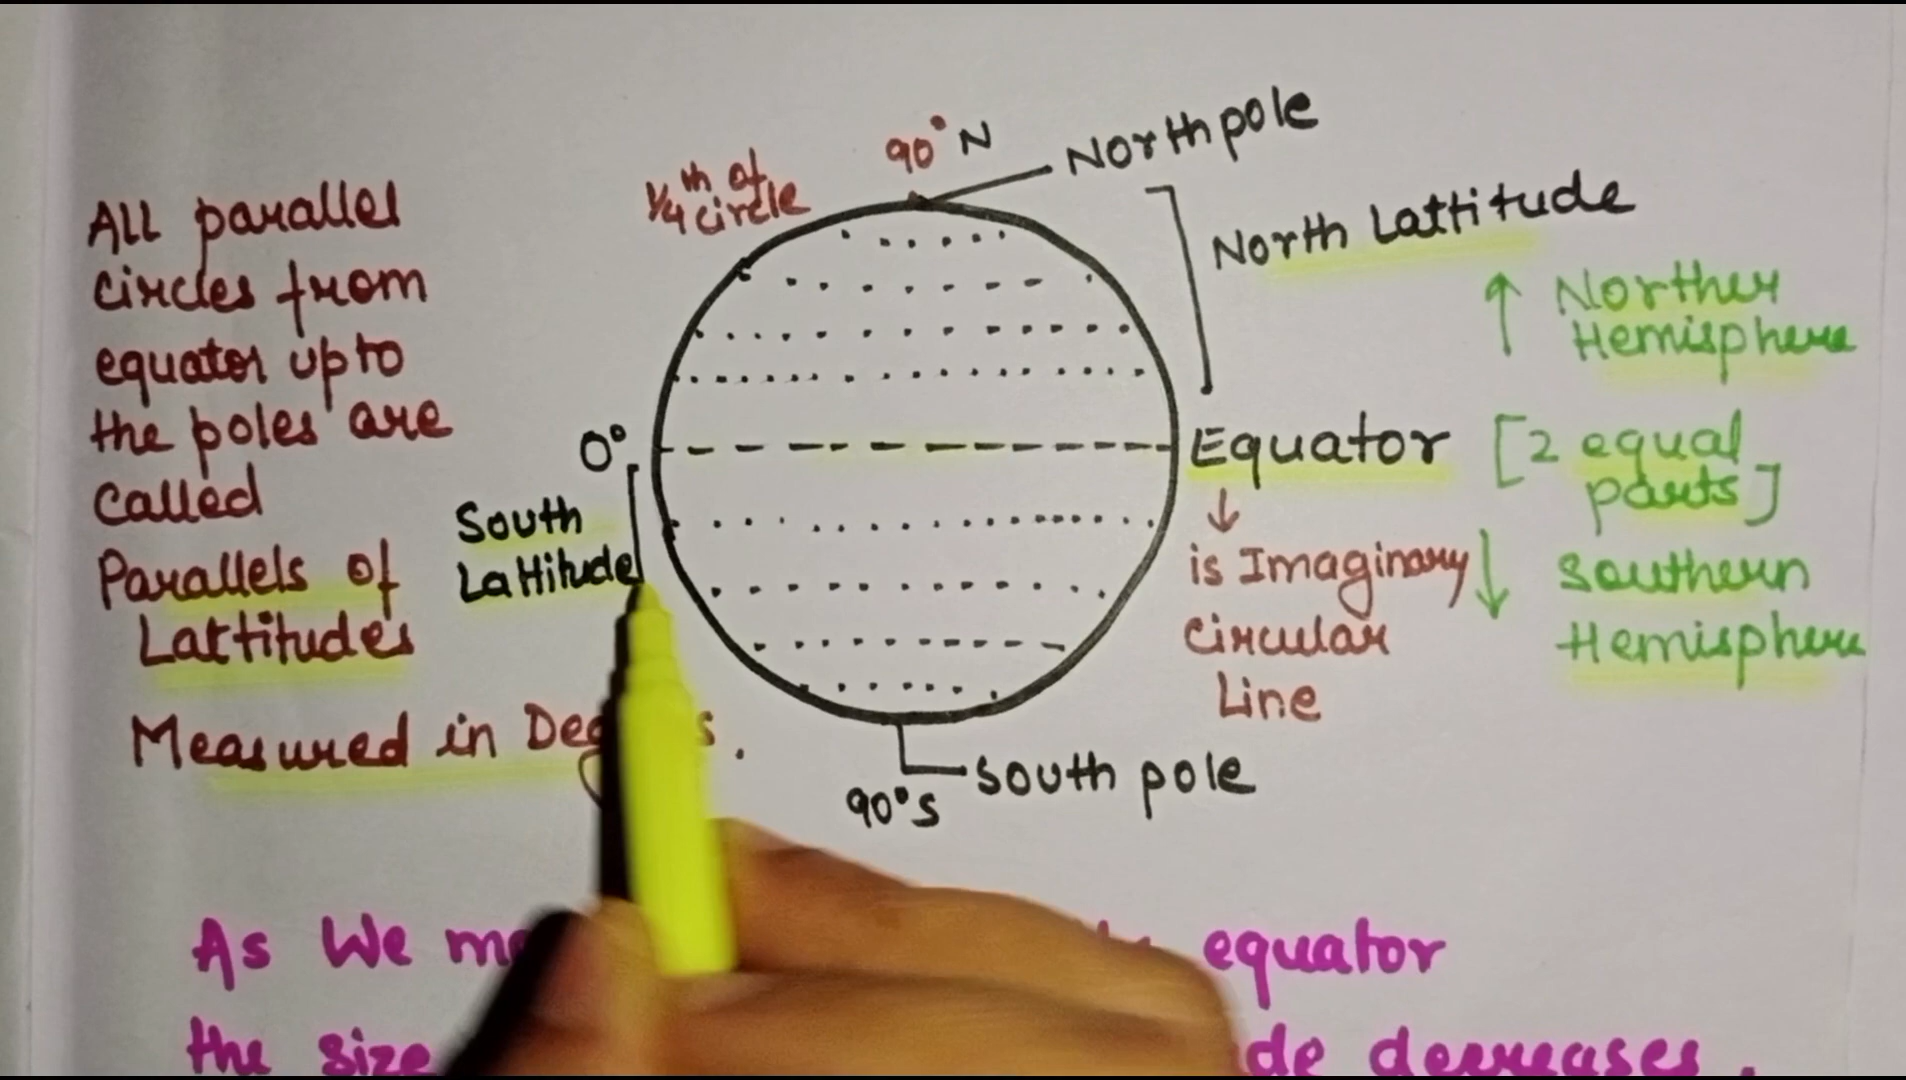 All parallel
circles from
equator upto
the poles are
called
Parallels of
Lattitudes
Measured in
1/4th of
circle
90° N
North pole
North Lattitude
↑ Norther
Hemisphere
0°
Equator [2 equal
parts]
South
Lattitude
↓
is Imaginary
Circular
Line
↓ Southern
Hemisphere
South pole
90°S
As We equator
the size decreases.